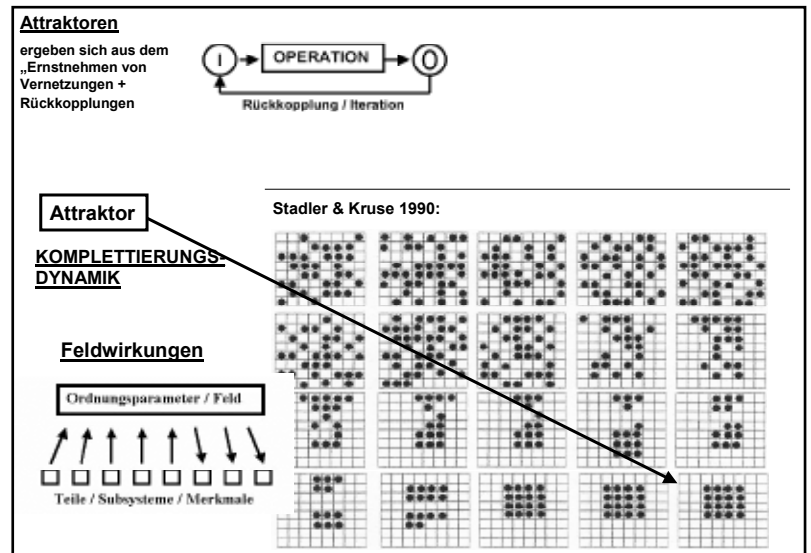 Attraktoren
ergeben sich aus dem
„Ernstnehmen von
Vernetzungen +
Rückkopplungen
I OPERATION O
Rückkopplung / Iteration
Attraktor
Stadler & Kruse 1990:
KOMPLETTIERUNGS-
DYNAMIK
Feldwirkungen
Ordnungsparameter / Feld
Teile / Subsysteme / Merkmale